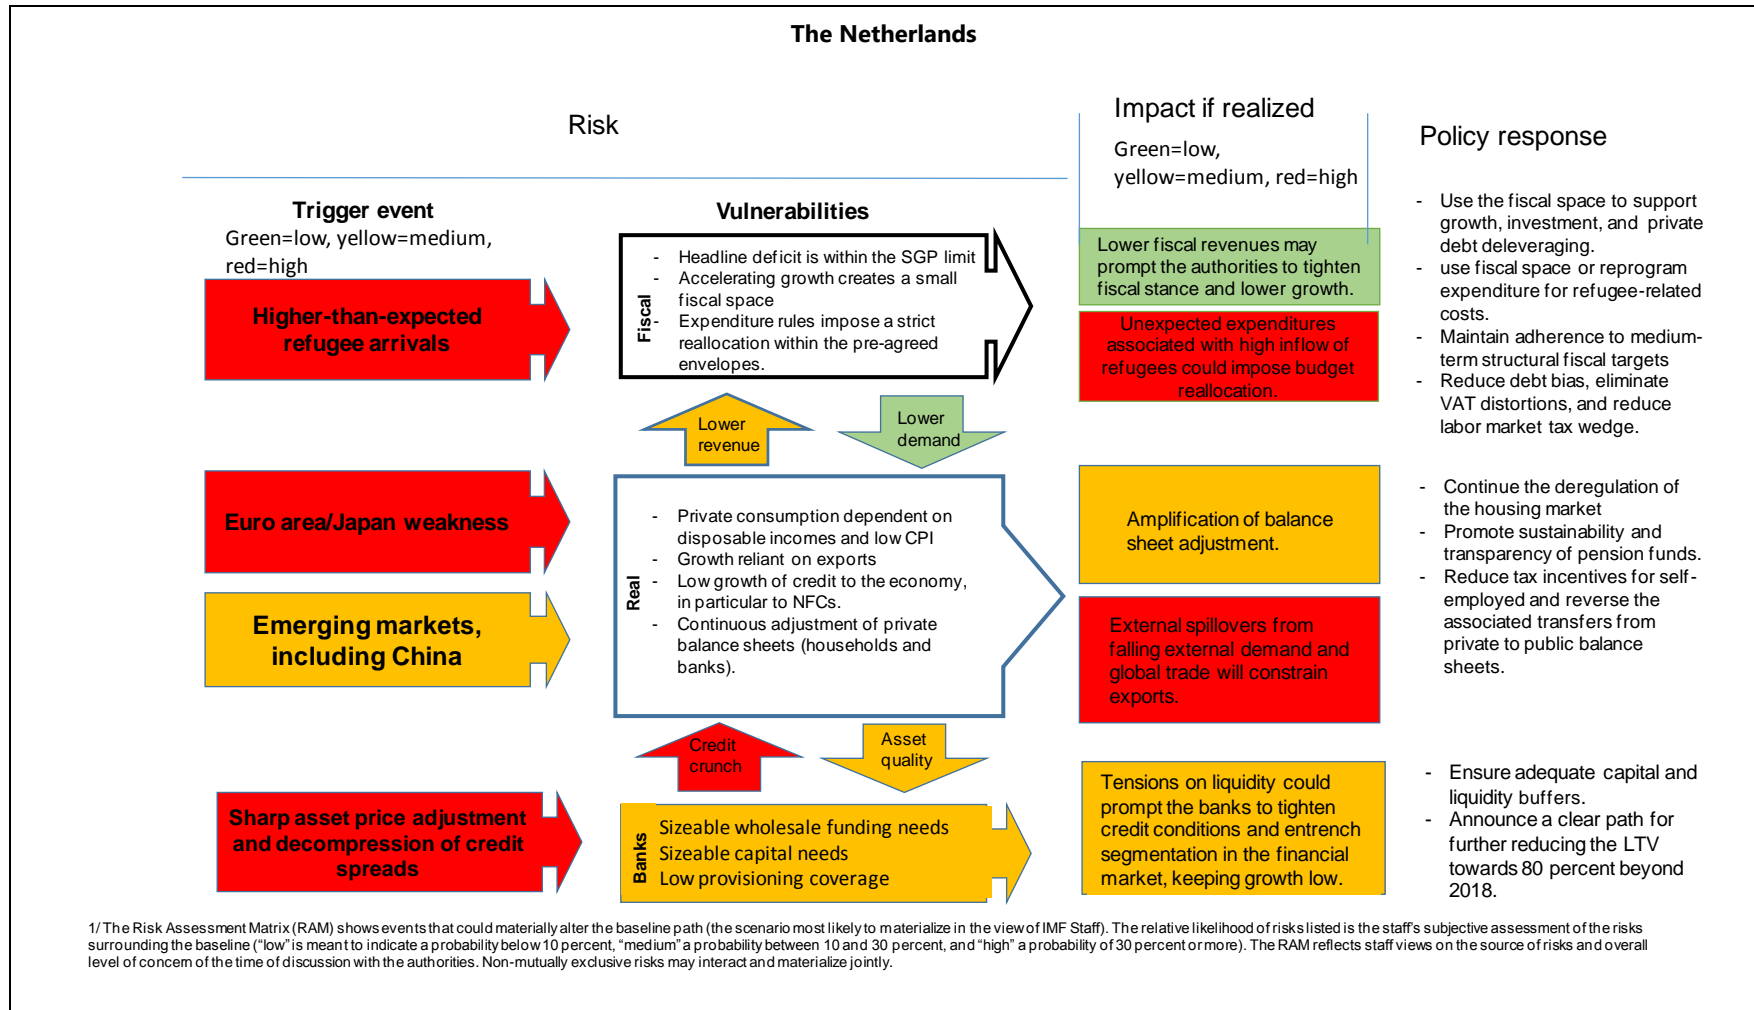 The Netherlands
Risk
Impact if realized
Green=low,
yellow=medium, red=high
Policy response
Trigger event
Green=low, yellow=medium,
red=high
Vulnerabilities
Higher-than-expected
refugee arrivals
Fiscal
- Headline deficit is within the SGP limit
- Accelerating growth creates a small
fiscal space
- Expenditure rules impose a strict
reallocation within the pre-agreed
envelopes.
Lower fiscal revenues may
prompt the authorities to tighten
fiscal stance and lower growth.
Unexpected expenditures
associated with high inflow of
refugees could impose budget
reallocation.
- Use the fiscal space to support
growth, investment, and private
debt deleveraging.
- use fiscal space or reprogram
expenditure for refugee-related
costs.
- Maintain adherence to medium-
term structural fiscal targets
- Reduce debt bias, eliminate
VAT distortions, and reduce
labor market tax wedge.
Lower
revenue
Lower
demand
Euro area/Japan weakness
Emerging markets,
including China
Real
- Private consumption dependent on
disposable incomes and low CPI
- Growth reliant on exports
- Low growth of credit to the economy,
in particular to NFCs.
- Continuous adjustment of private
balance sheets (households and
banks).
Amplification of balance
sheet adjustment.
External spillovers from
falling external demand and
global trade will constrain
exports.
- Continue the deregulation of
the housing market
- Promote sustainability and
transparency of pension funds.
- Reduce tax incentives for self-
employed and reverse the
associated transfers from
private to public balance
sheets.
Credit
crunch
Asset
quality
Sharp asset price adjustment
and decompression of credit
spreads
Banks
Sizeable wholesale funding needs
Sizeable capital needs
Low provisioning coverage
Tensions on liquidity could
prompt the banks to tighten
credit conditions and entrench
segmentation in the financial
market, keeping growth low.
- Ensure adequate capital and
liquidity buffers.
- Announce a clear path for
further reducing the LTV
towards 80 percent beyond
2018.
1/ The Risk Assessment Matrix (RAM) shows events that could materially alter the baseline path (the scenario most likely to materialize in the view of IMF Staff). The relative likelihood of risks listed is the staff's subjective assessment of the risks
surrounding the baseline (“low” is meant to indicate a probability below 10 percent, “medium” a probability between 10 and 30 percent, and “high” a probability of 30 percent or more). The RAM reflects staff views on the source of risks and overall
level of concern of the time of discussion with the authorities. Non-mutually exclusive risks may interact and materialize jointly.